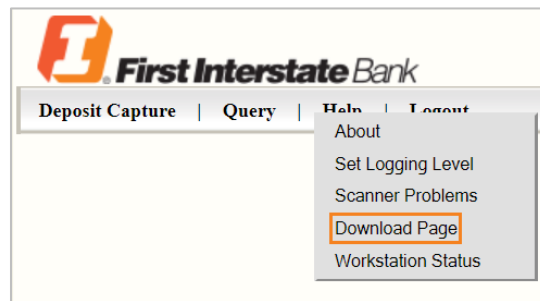 First Interstate Bank
Deposit Capture | Query | Help | Logout
About
Set Logging Level
Scanner Problems
Download Page
Workstation Status